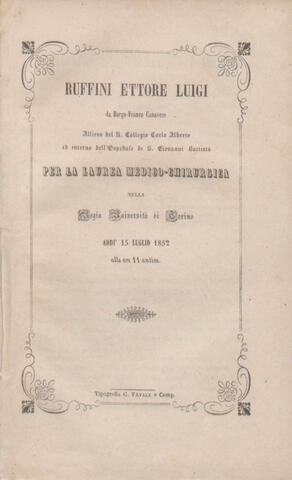 RUFFINI ETTORE LUIGI
da Borgo-Franco Canavese
Allievo del R. Collegio Carlo Alberto
ed interno dell'Ospedale di S. Giovanni Battista
PER LA LAUREA MEDICO-CHIRURGICA
NELLA
Regia Università di Torino
ADDI' 15 LUGLIO 1852
alla ore 11 antim.
Tipografia G. FAVALE e Comp.